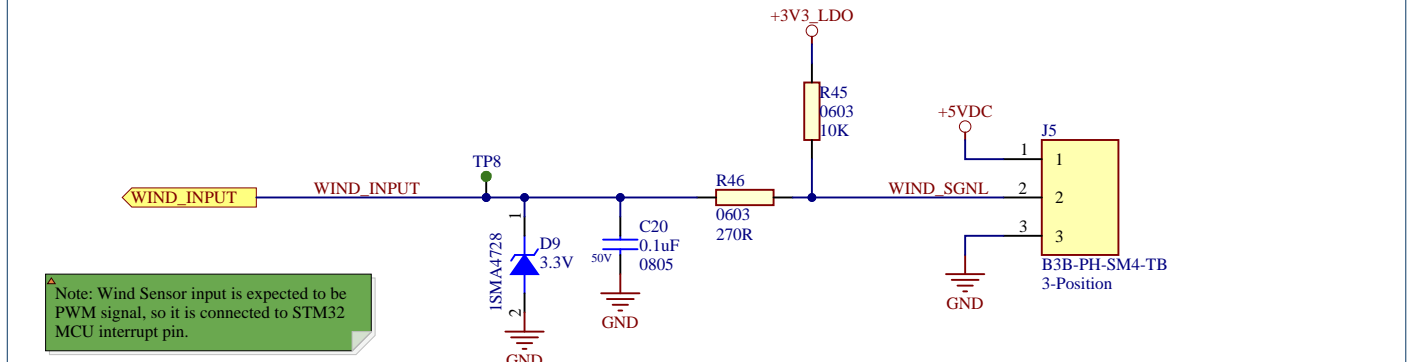 +3V3_LDO
R45
0603
10K
+5VDC
J5
1
1
TP8
WIND_INPUT
WIND_INPUT
R46
0603
270R
WIND_SGNL
2
2
1
1SMA4728
D9
3.3V
2
C20
0.1uF
0805
50V
3
3
B3B-PH-SM4-TB
3-Position
GND
GND
GND
Note: Wind Sensor input is expected to be
PWM signal, so it is connected to STM32
MCU interrupt pin.